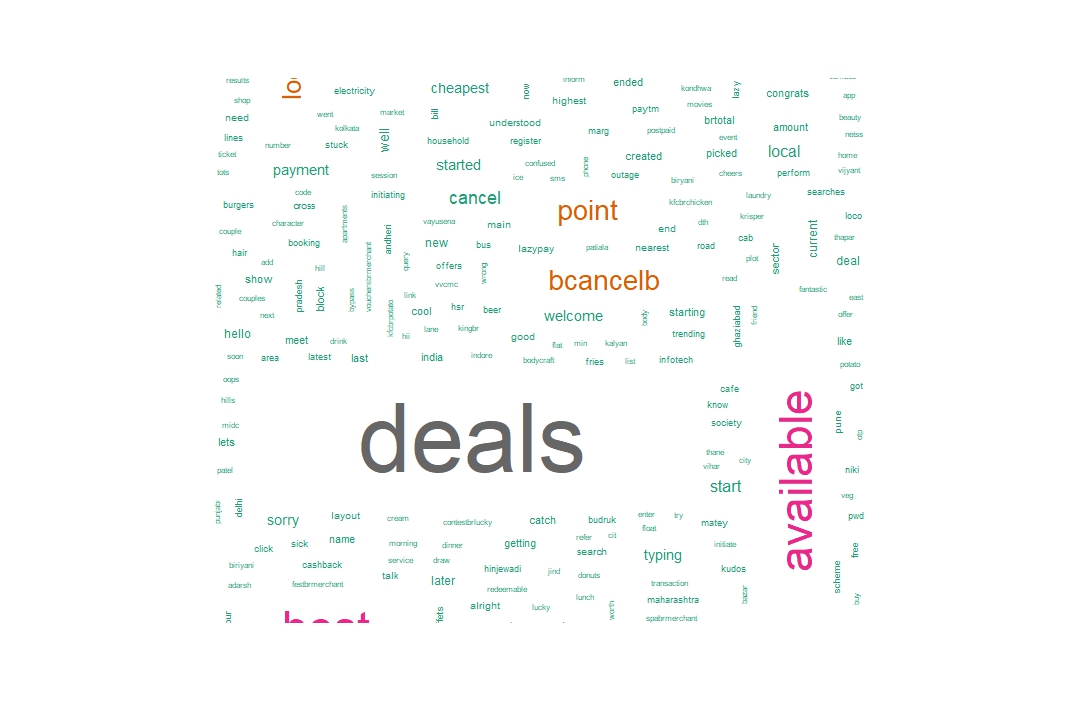 results
inform
ended
electricity
cheapest
now
kondhwa
lazy
congrats
app
shop
highest
movies
market
bill
paytm
need
went
understood
brtotal
beauty
kolkata
well
marg
postpaid
amount
netss
lines
number
stuck
household
register
event
ticket
confused
created
picked
local
home
started
phone
tots
payment
session
ice
sms
outage
biryani
cheers
perform
vijyant
code
initiating
cancel
laundry
searches
burgers
cross
kfcbrchicken
couple
character
apartments
vayusena
main
point
end
dth
krisper
loco
booking
andheri
new
bus
lazypay
patiala
nearest
road
cab
current
thapar
hair
add
hill
query
offers
wrong
plot
sector
deal
show
vouchersormerchant
vvcmc
bcancelb
read
related
couples
pradesh
block
bypass
link
fantastic
east
next
kfcbrpotato
cool
hsr
beer
welcome
body
starting
ghaziabad
friend
offer
hello
meet
drink
hii
lane
kingbr
good
flat
min
kalyan
trending
like
soon
area
latest
last
india
indore
bodycraft
fries
list
infotech
potato
oops
cafe
got
hilis
know
available
midc
deals
society
pune
otp
lets
thane
city
patel
vihar
niki
start
punjabi
delhi
veg
sorry
layout
cream
contestbrlucky
catch
budruk
enter
try
matey
pwd
float
click
sick
name
morning
dinner
getting
refer
cit
search
typing
initiate
free
biriyani
cashback
service
draw
hinjewadi
jind
donuts
kudos
scheme
adarsh
festbrmerchant
talk
later
redeemable
transaction
bazar
buy
alright
lucky
lunch
worth
maharashtra
spabrmerchant